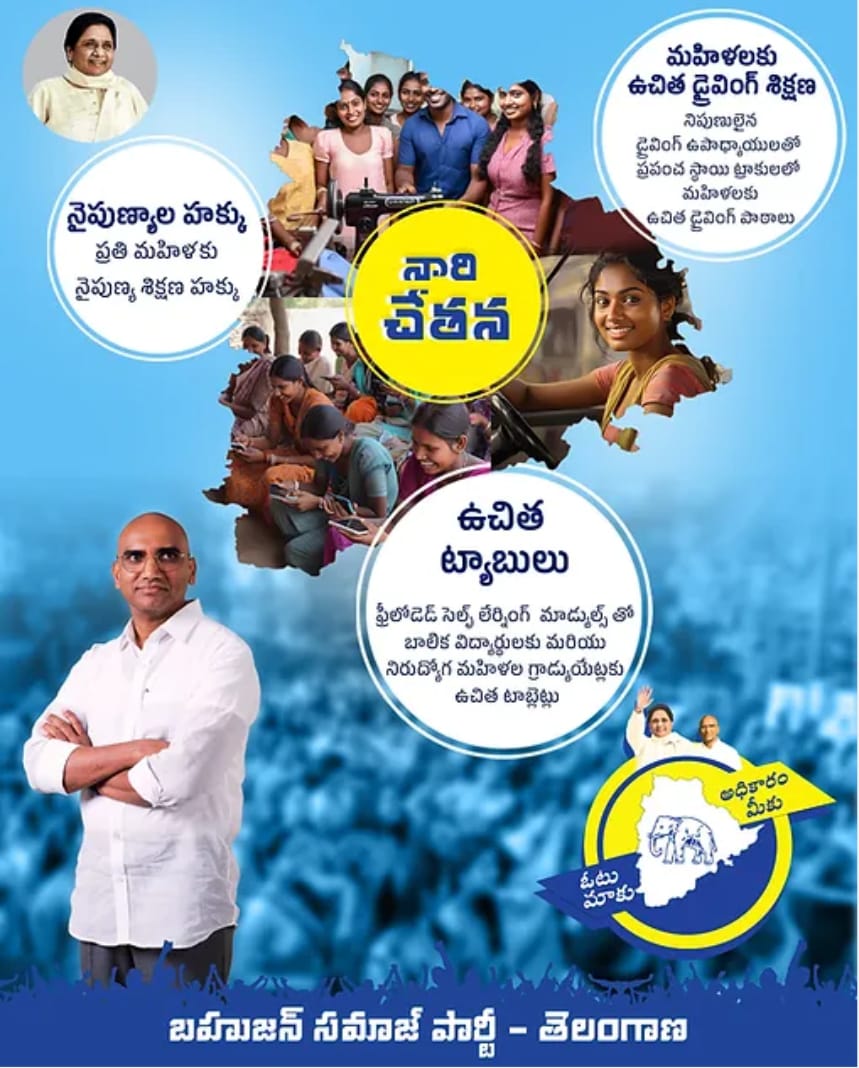 మహిళలకు
ఉచిత డ్రైవింగ్ శిక్షణ
నిపుణులైన
డ్రైవింగ్ ఉపాధ్యాయులతో
ప్రపంచ స్థాయి ట్రాకులలో
మహిళలకు
ఉచిత డ్రైవింగ్ పాఠాలు
నైపుణ్యాల హక్కు
ప్రతి మహిళకు
నైపుణ్య శిక్షణ హక్కు
నారి
చేతన
ఉచిత
ట్యాబులు
ఫ్రీలోడెడ్ సెల్ఫ్ లేర్నింగ్ మాడ్యుల్స్ తో
బాలిక విద్యార్థులకు మరియు
నిరుద్యోగ మహిళల గ్రాడ్యుయేట్లకు
ఉచిత టాబ్లెట్లు
అధికారం
మీకు
ఓటు
మాకు
బహుజన్ సమాజ్ పార్టీ - తెలంగాణ